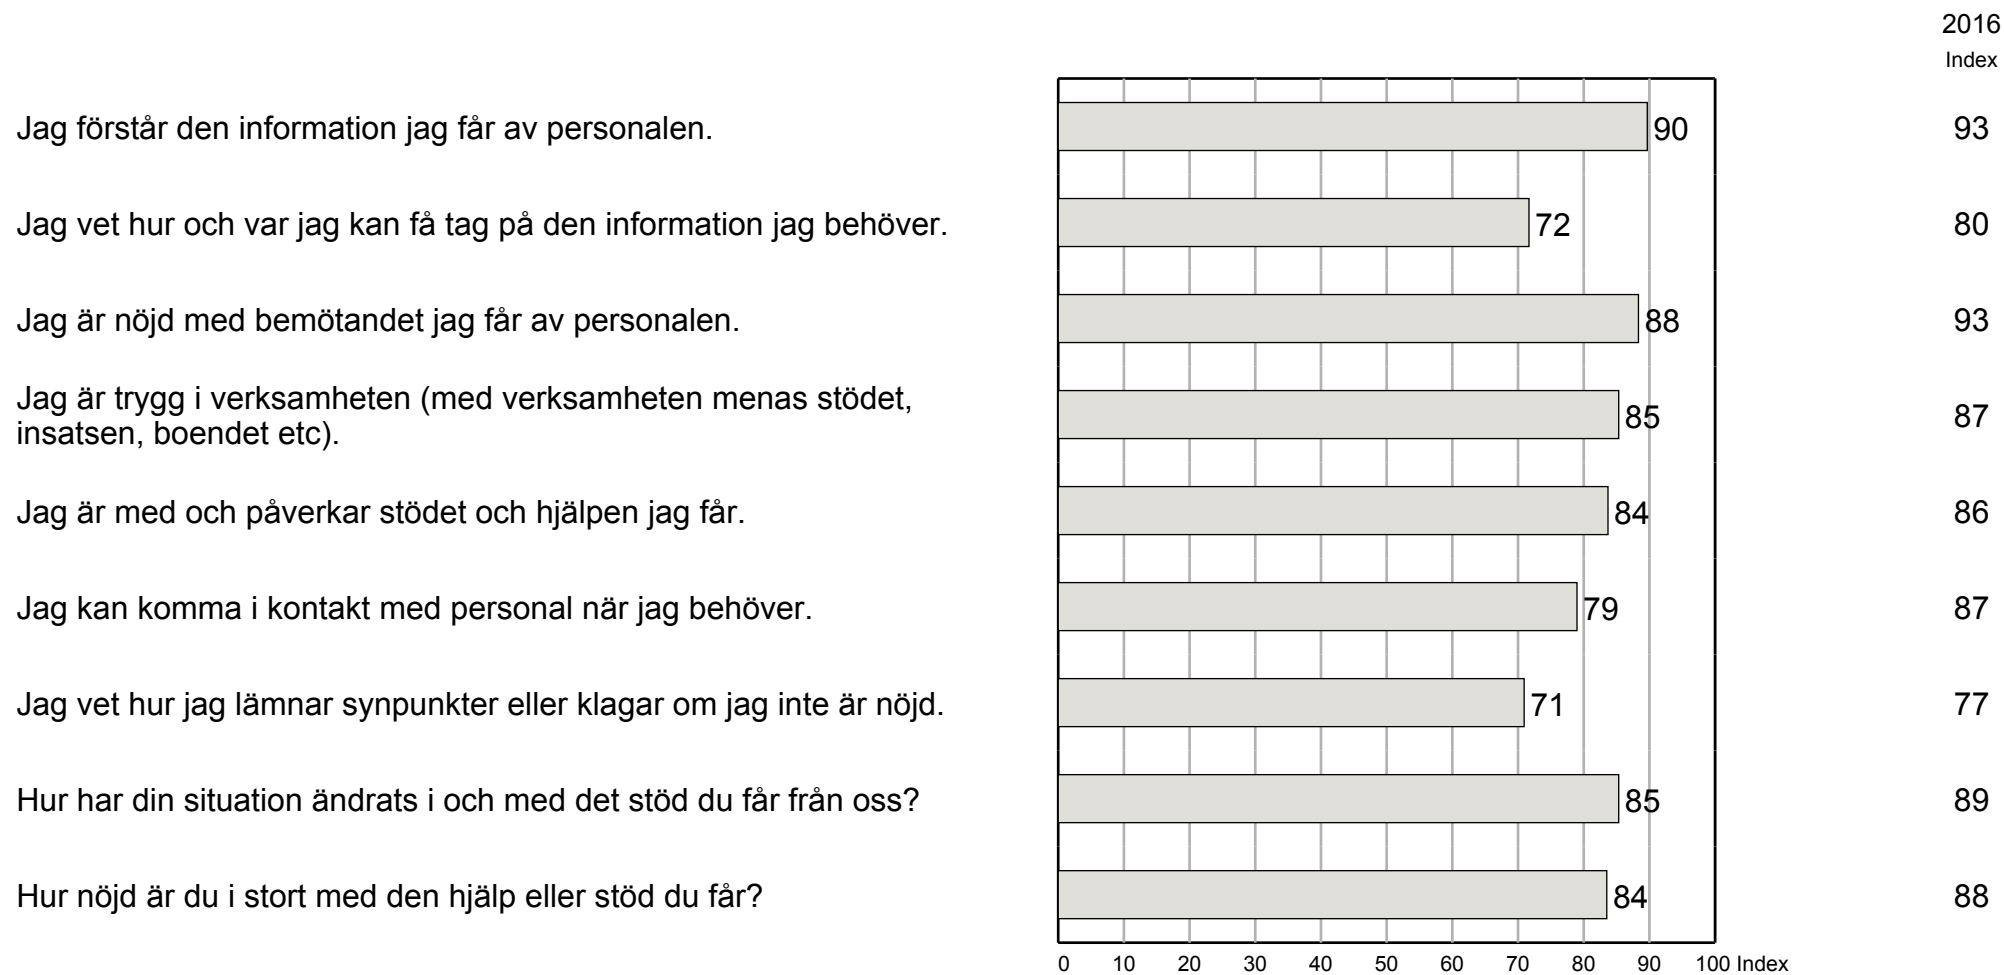 2016
Index
Jag förstår den information jag får av personalen. 90 93
Jag vet hur och var jag kan få tag på den information jag behöver. 72 80
Jag är nöjd med bemötandet jag får av personalen. 88 93
Jag är trygg i verksamheten (med verksamheten menas stödet,
insatsen, boendet etc). 85 87
Jag är med och påverkar stödet och hjälpen jag får. 84 86
Jag kan komma i kontakt med personal när jag behöver. 79 87
Jag vet hur jag lämnar synpunkter eller klagar om jag inte är nöjd. 71 77
Hur har din situation ändrats i och med det stöd du får från oss? 85 89
Hur nöjd är du i stort med den hjälp eller stöd du får? 84 88
0 10 20 30 40 50 60 70 80 90 100 Index